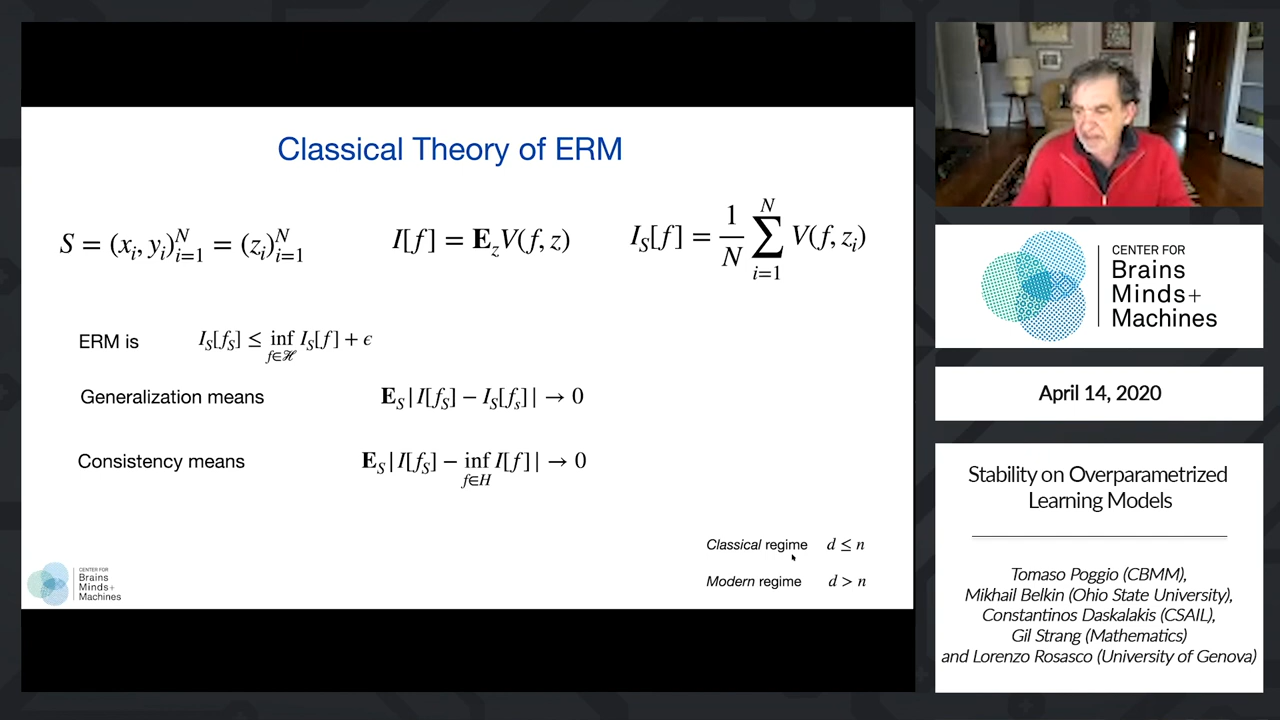 Classical Theory of ERM
S = (x_i, y_i)_{i=1}^N = (z_i)_{i=1}^N
I[f] = E_z V(f, z)
I_S[f] = \frac{1}{N} \sum_{i=1}^N V(f, z_i)
ERM is I_S[f_S] ≤ inf_{f∈ℋ} I_S[f] + ϵ
Generalization means E_S|I[f_S] − I_S[f_s]| → 0
Consistency means E_S|I[f_S] − inf_{f∈H} I[f]| → 0
Classical regime d ≤ n
Modern regime d > n
CENTER FOR
Brains
Minds+
Machines
CENTER FOR
Brains
Minds+
Machines
April 14, 2020
Stability on Overparametrized
Learning Models
Tomaso Poggio (CBMM),
Mikhail Belkin (Ohio State University),
Constantinos Daskalakis (CSAIL),
Gil Strang (Mathematics)
and Lorenzo Rosasco (University of Genova)